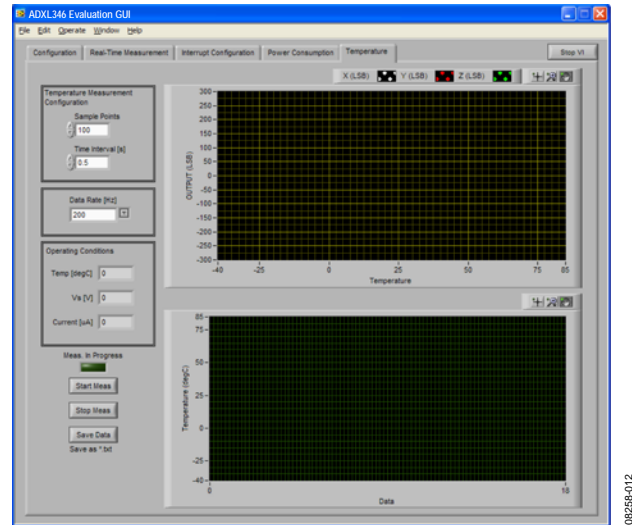 ADXL346 Evaluation GUI
File Edit Operate Window Help
Configuration Real-Time Measurement Interrupt Configuration Power Consumption Temperature Stop VI
X (LSB) Y (LSB) Z (LSB)
Temperature Measurement
Configuration
Sample Points
100
Time Interval [s]
0.5
Data Rate [Hz]
200
Operating Conditions
Temp [degC] 0
Vs [V] 0
Current [uA] 0
Meas. In Progress
Start Meas
Stop Meas
Save Data
Save as *.txt
OUTPUT (LSB)
300
250
200
150
100
50
0
-50
-100
-150
-200
-250
-300
-40 -25 0 25 50 75 85
Temperature
Temperature (degC)
85
75
50
25
0
-25
-40
0 18
Data
08258-012